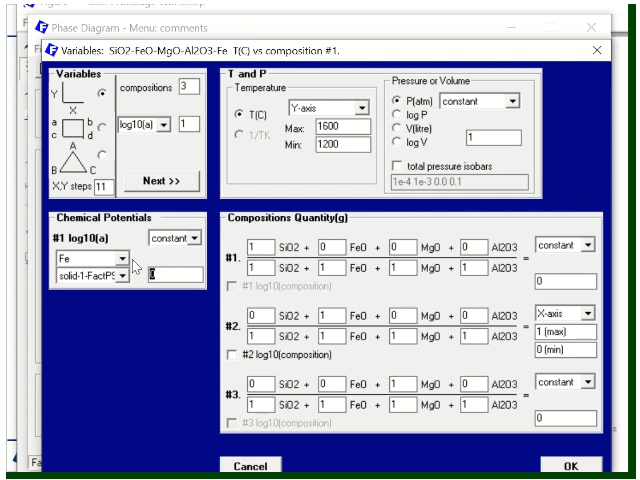 Phase Diagram - Menu: comments
Variables: SiO2-FeO-MgO-Al2O3-Fe T(C) vs composition #1.
Variables
Y
X
compositions 3
a b
c d
log10(a) 1
A
B C
X,Y steps 11
Next >>
T and P
Temperature
T(C)
1/TK
Y-axis
Max: 1600
Min: 1200
Pressure or Volume
P(atm) constant
log P
V(litre)
log V
1
total pressure isobars
1e-4 1e-3 0.0 0.1
Chemical Potentials
#1 log10(a) constant
Fe
solid-1-FactPS 0
Compositions Quantity(g)
#1.
1 SiO2 + 0 FeO + 0 MgO + 0 Al2O3
1 SiO2 + 1 FeO + 1 MgO + 1 Al2O3
= constant
0
#1 log10(composition)
#2.
0 SiO2 + 1 FeO + 0 MgO + 0 Al2O3
1 SiO2 + 1 FeO + 1 MgO + 1 Al2O3
= X-axis
1 (max)
0 (min)
#2 log10(composition)
#3.
0 SiO2 + 0 FeO + 1 MgO + 0 Al2O3
1 SiO2 + 1 FeO + 1 MgO + 1 Al2O3
= constant
0
#3 log10(composition)
Cancel
OK